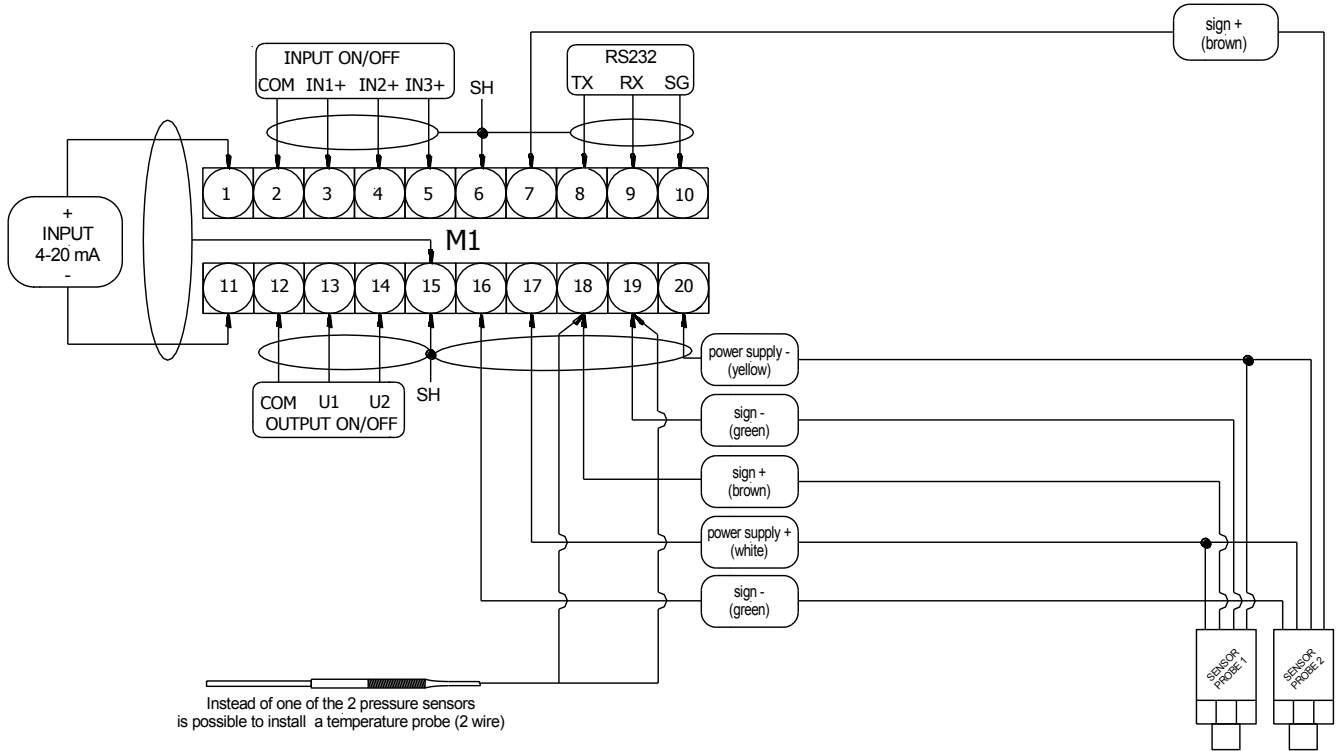 sign +
(brown)
INPUT ON/OFF
COM IN1+ IN2+ IN3+
SH
RS232
TX RX SG
1 2 3 4 5 6 7 8 9 10
+
INPUT
4-20 mA
-
M1
11 12 13 14 15 16 17 18 19 20
COM U1 U2
OUTPUT ON/OFF
SH
power supply -
(yellow)
sign -
(green)
sign +
(brown)
power supply +
(white)
sign -
(green)
SENSOR
PROBE 1
SENSOR
PROBE 2
Instead of one of the 2 pressure sensors
is possible to install a temperature probe (2 wire)